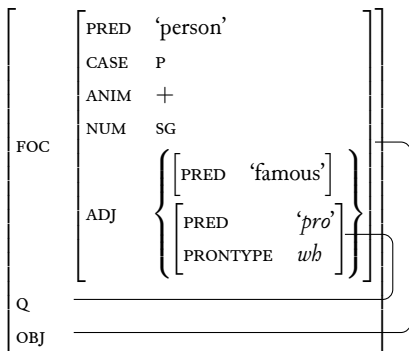 PRED ‘person’
CASE P
ANIM +
NUM SG
FOC
[PRED ‘famous’]
ADJ
PRED ‘pro’
PRONTYPE wh
Q
OBJ